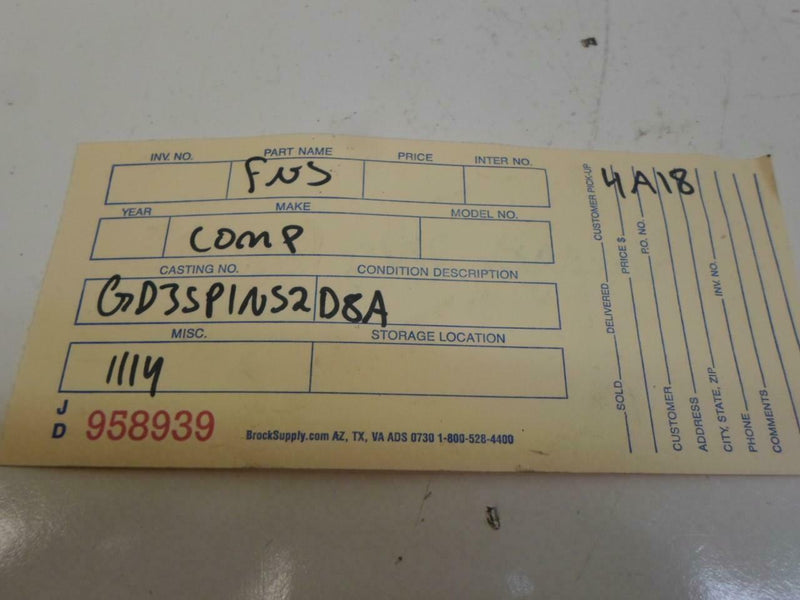 INV. NO. PART NAME PRICE INTER NO.
FNS
YEAR MAKE MODEL NO.
COMP
CASTING NO. CONDITION DESCRIPTION
GD3SPINS2D8A
MISC. STORAGE LOCATION
1114
J
D 958939 BrockSupply.com AZ, TX, VA ADS 0730 1-800-528-4400
4A18
SOLD DELIVERED CUSTOMER PICK-UP
PRICE $
P.O. NO.
CUSTOMER
ADDRESS
CITY, STATE, ZIP INV. NO.
PHONE
COMMENTS